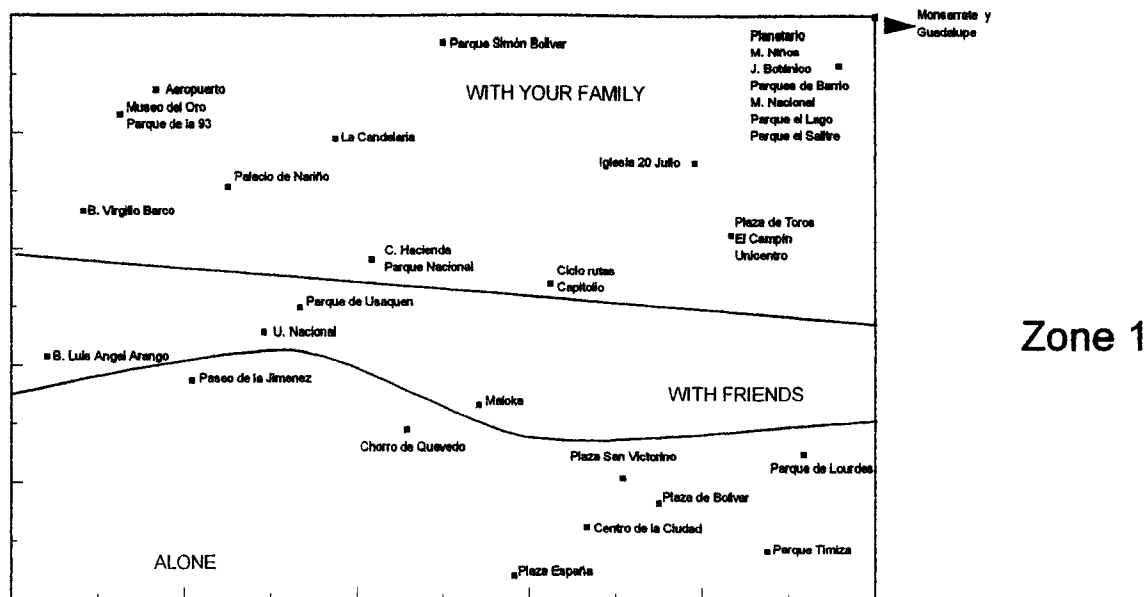 Monserrate y
Guadalupe
Parque Simón Bolivar
Planetario
M. Niños
J. Botánico
Parques de Barrio
M. Nacional
Parque el Lago
Parque el Salitre
Aeropuerto
WITH YOUR FAMILY
Museo del Oro
Parque de la 93
La Candelaria
Iglesia 20 Julio
Palacio de Nariño
B. Virgilio Barco
Plaza de Toros
El Campín
Unicentro
C. Hacienda
Parque Nacional
Ciclo rutas
Capitolio
Parque de Usaquen
U. Nacional
Zone 1
B. Luis Angel Arango
Paseo de la Jimenez
WITH FRIENDS
Maloka
Chorro de Quevedo
Plaza San Victorino
Parque de Lourdes
Plaza de Bolivar
Centro de la Ciudad
ALONE
Parque Timiza
Plaza España